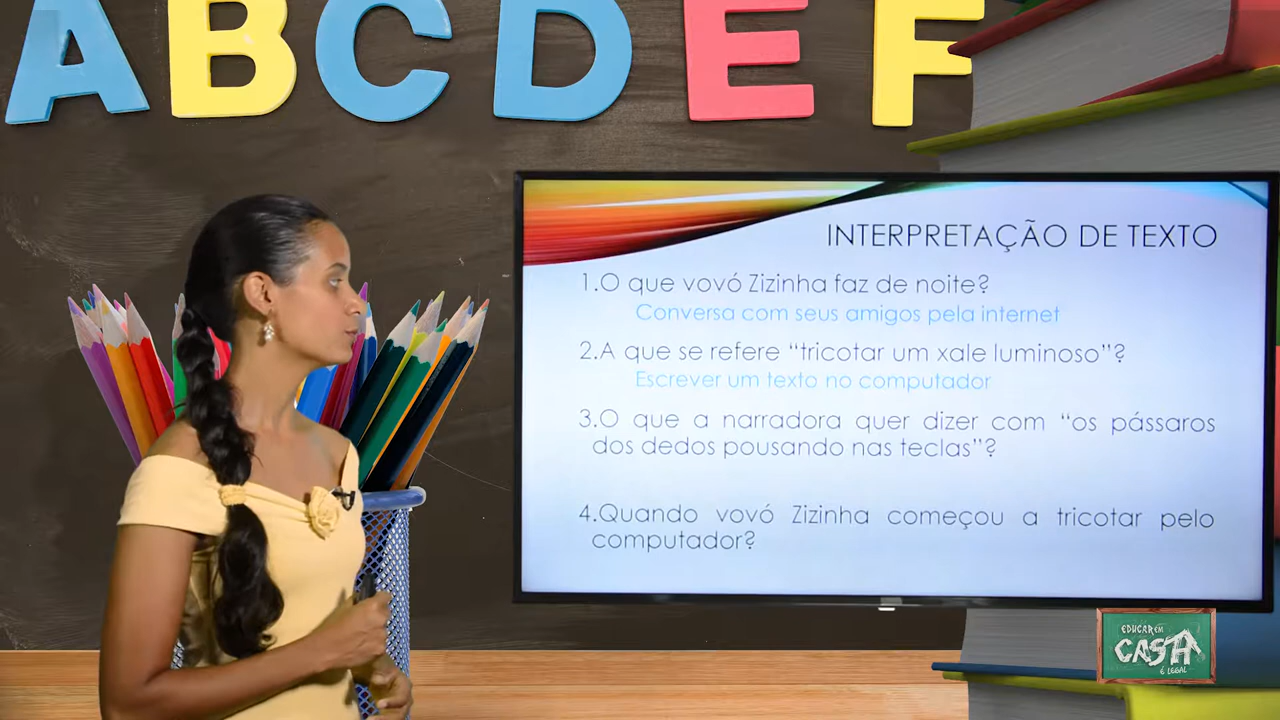 A B C D E F
INTERPRETAÇÃO DE TEXTO
1.O que vovó Zizinha faz de noite?
Conversa com seus amigos pela internet
2.A que se refere “tricotar um xale luminoso”?
Escrever um texto no computador
3.O que a narradora quer dizer com “os pássaros
dos dedos pousando nas teclas”?
4.Quando vovó Zizinha começou a tricotar pelo
computador?
EDUCAR EM
CASA
É LEGAL